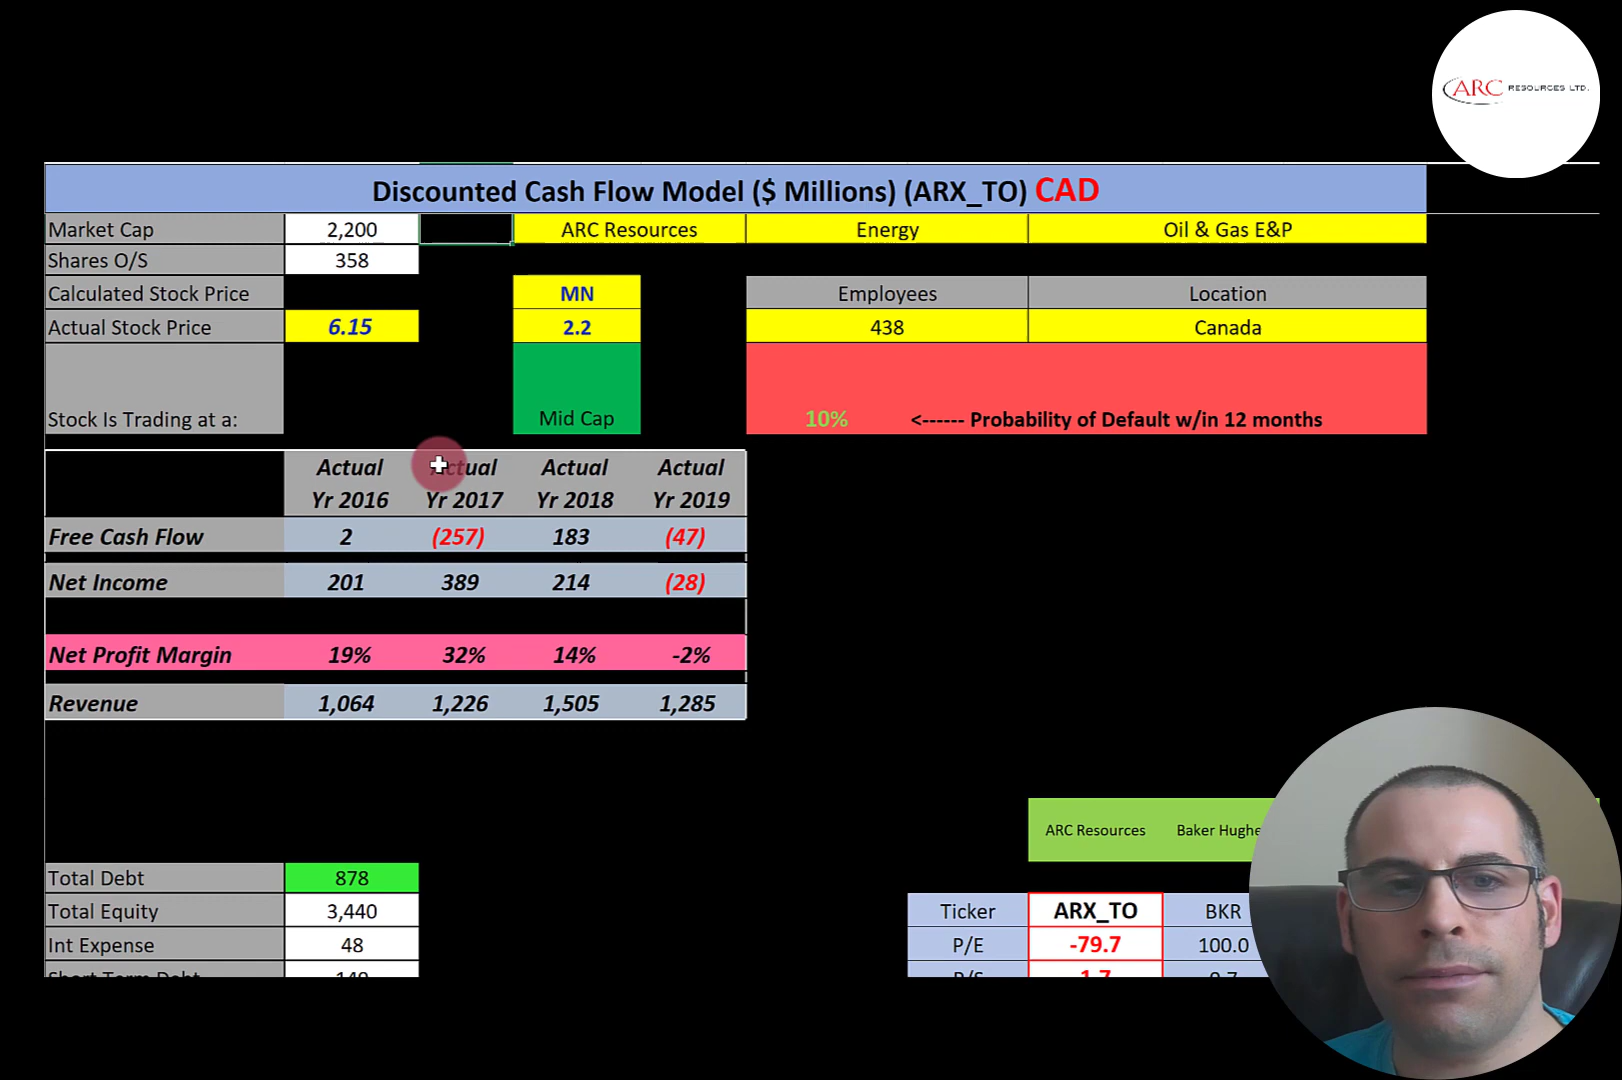 ARC RESOURCES LTD.
Discounted Cash Flow Model ($ Millions) (ARX_TO) CAD
Market Cap 2,200 ARC Resources Energy Oil & Gas E&P
Shares O/S 358
Calculated Stock Price MN Employees Location
Actual Stock Price 6.15 2.2 438 Canada
Stock Is Trading at a: Mid Cap 10% <------ Probability of Default w/in 12 months
Actual Actual Actual Actual
Yr 2016 Yr 2017 Yr 2018 Yr 2019
Free Cash Flow 2 (257) 183 (47)
Net Income 201 389 214 (28)
Net Profit Margin 19% 32% 14% -2%
Revenue 1,064 1,226 1,505 1,285
ARC Resources Baker Hughe
Total Debt 878
Total Equity 3,440 Ticker ARX_TO BKR
Int Expense 48 P/E -79.7 100.0
Short Term Debt